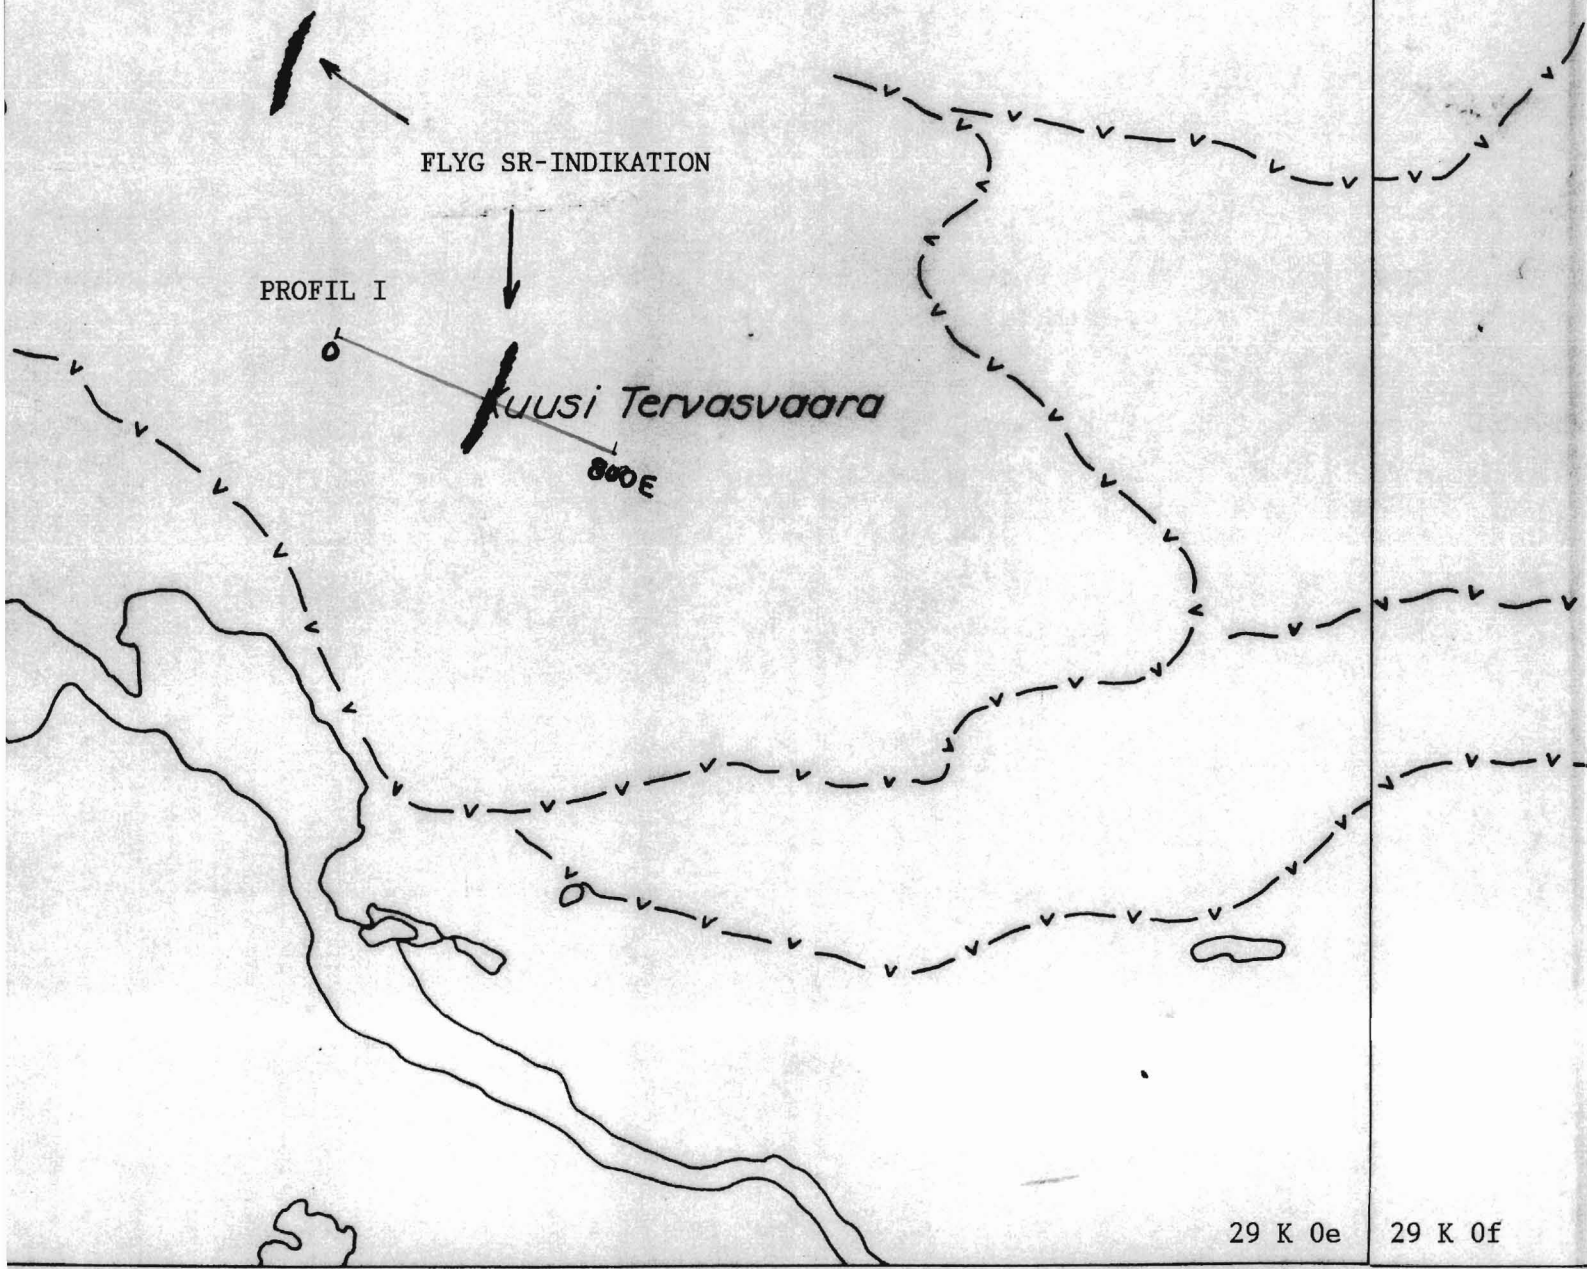 FLYG SR-INDIKATION
PROFIL I
0
Kuusi Tervasvaara
800E
29 K 0e
29 K 0f